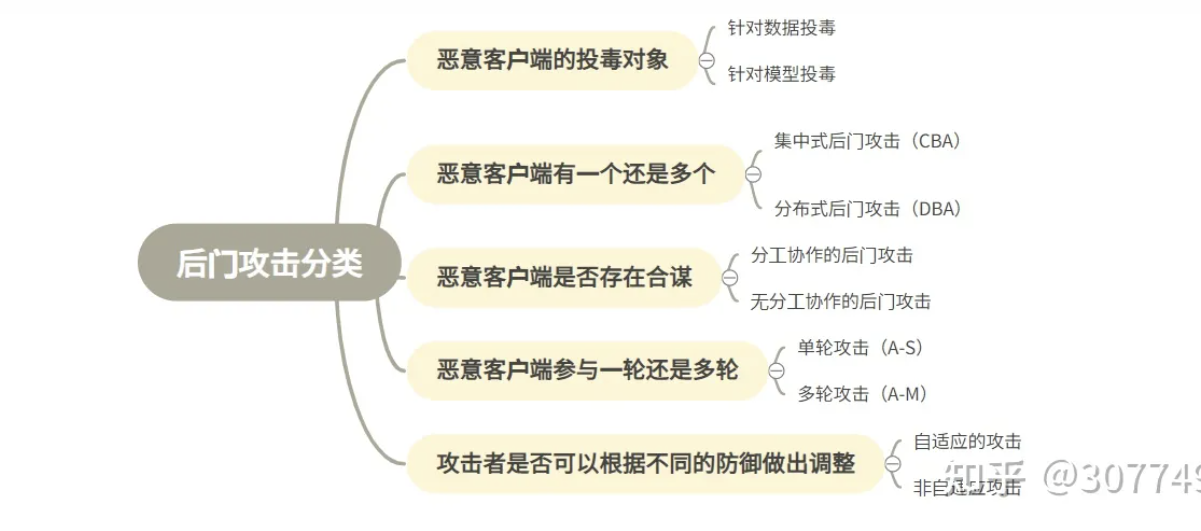 后门攻击分类
恶意客户端的投毒对象
针对数据投毒
针对模型投毒
恶意客户端有一个还是多个
集中式后门攻击（CBA）
分布式后门攻击（DBA）
恶意客户端是否存在合谋
分工协作的后门攻击
无分工协作的后门攻击
恶意客户端参与一轮还是多轮
单轮攻击（A-S）
多轮攻击（A-M）
攻击者是否可以根据不同的防御做出调整
自适应的攻击
非自适应攻击
知乎 @307749